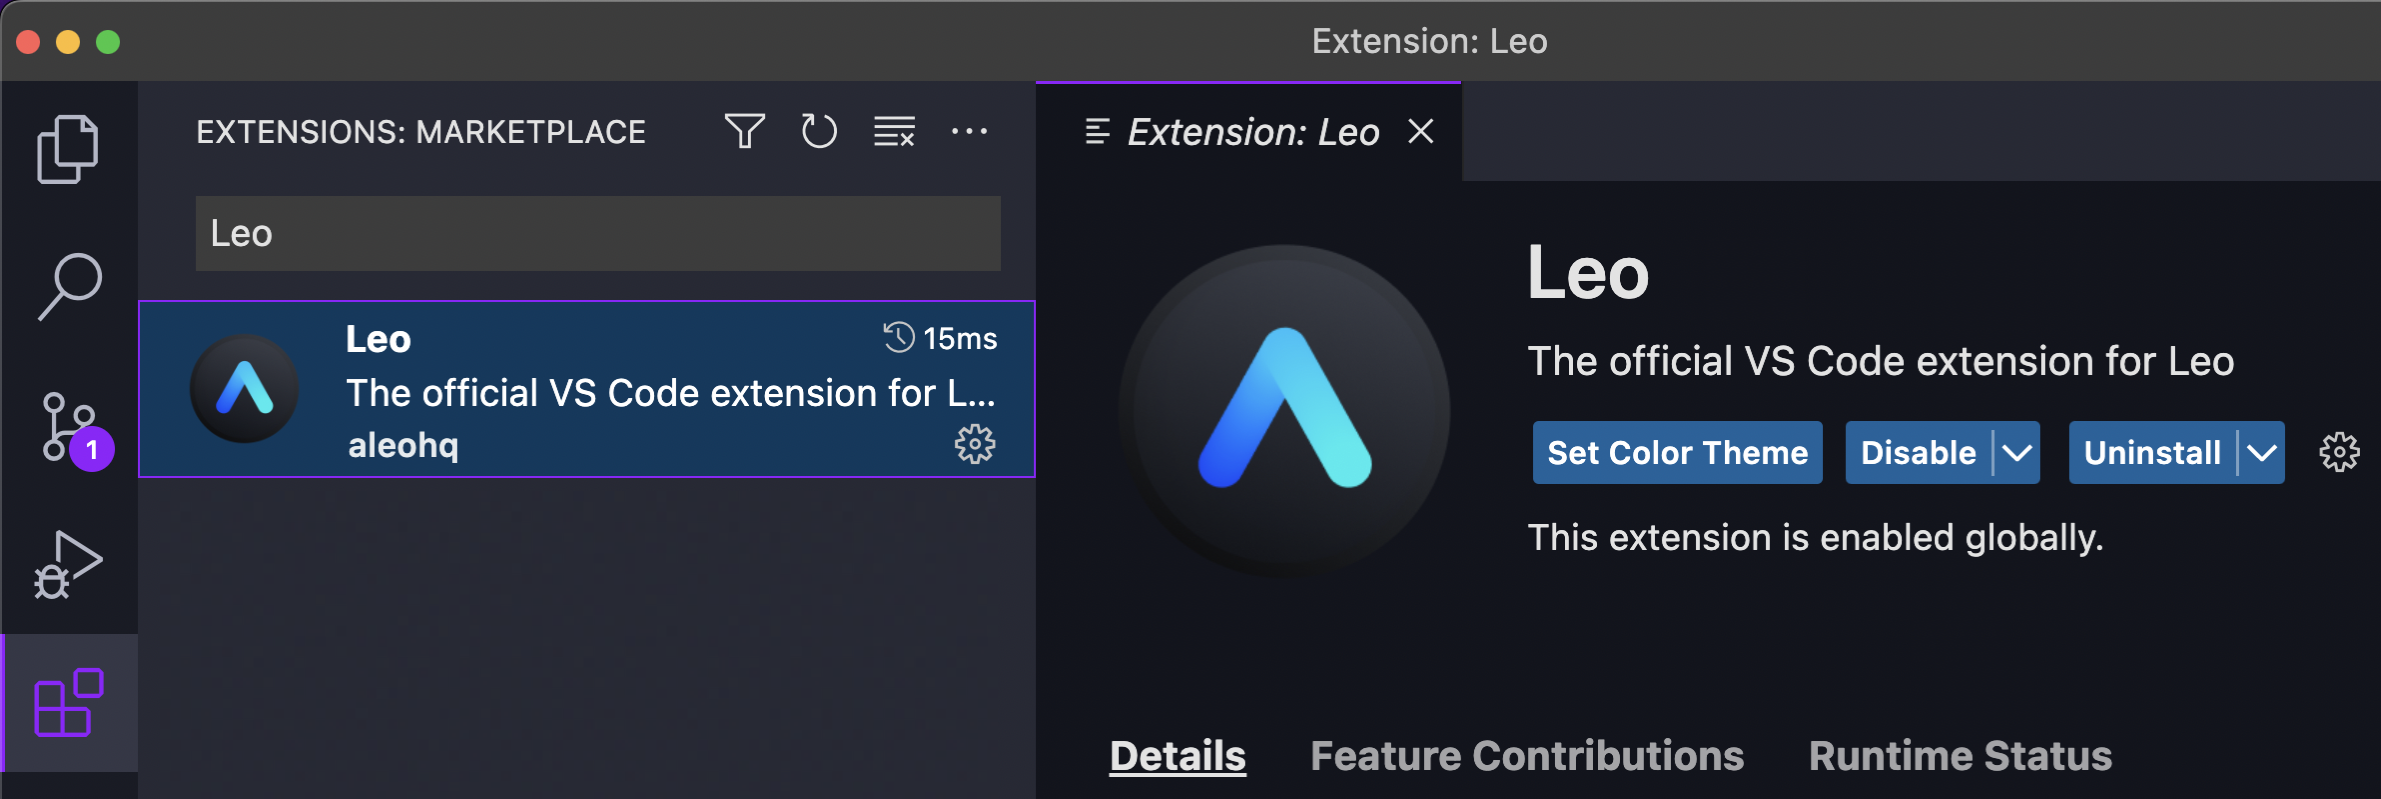 Extension: Leo
EXTENSIONS: MARKETPLACE
Leo
Leo
15ms
The official VS Code extension for L...
aleohq
1
Extension: Leo
Leo
The official VS Code extension for Leo
Set Color Theme
Disable
Uninstall
This extension is enabled globally.
Details
Feature Contributions
Runtime Status